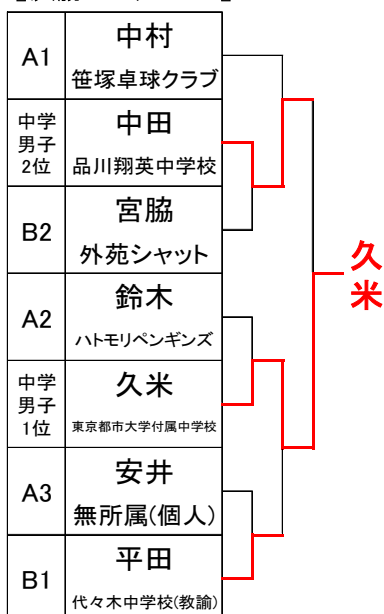 A1
中村
笹塚卓球クラブ
中学
男子
2位
中田
品川翔英中学校
B2
宮脇
外苑シャット
A2
鈴木
ハトモリペンギンズ
中学
男子
1位
久米
東京都市大学付属中学校
A3
安井
無所属(個人)
B1
平田
代々木中学校(教諭)
久
米